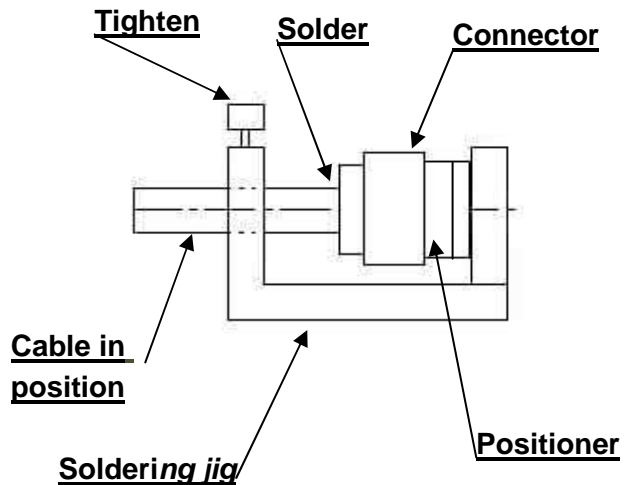 Tighten
Solder
Connector
Cable in
position
Positioner
Soldering jig